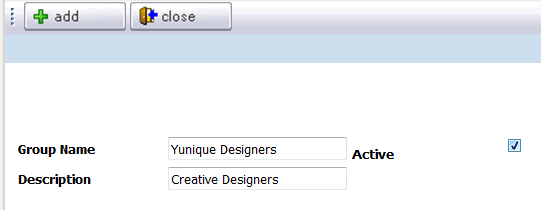 add close
Group Name Yunique Designers Active
Description Creative Designers